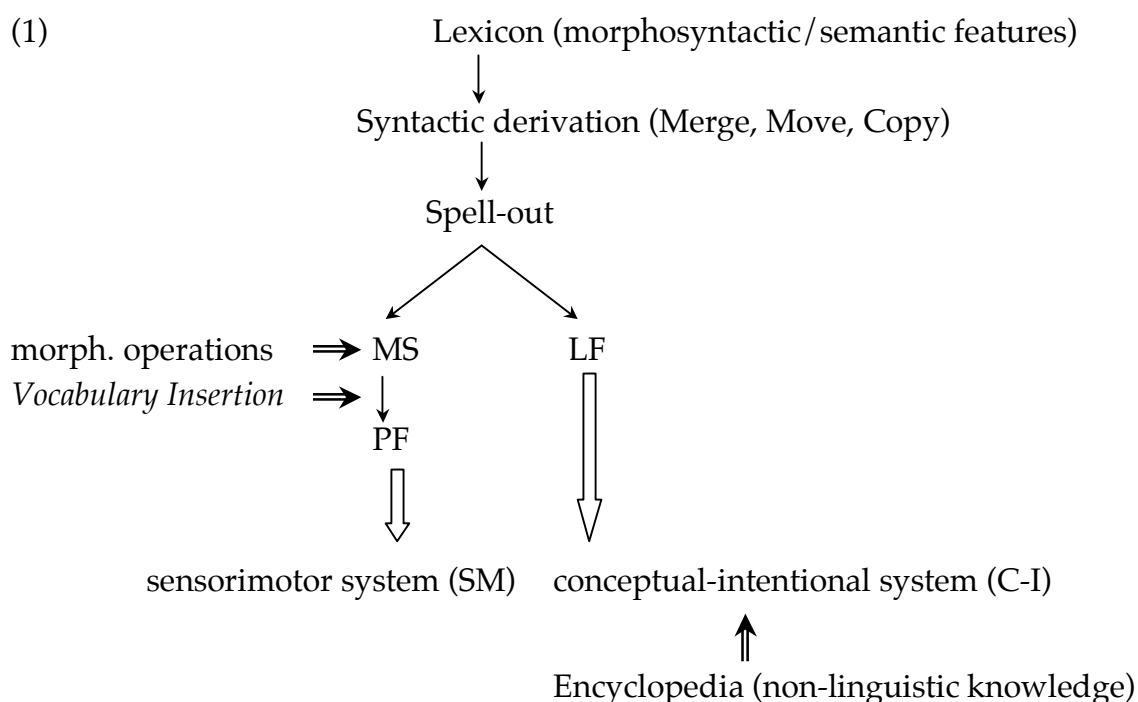 (1) Lexicon (morphosyntactic/semantic features)
Syntactic derivation (Merge, Move, Copy)
Spell-out
morph. operations MS LF
Vocabulary Insertion
PF
sensorimotor system (SM) conceptual-intentional system (C-I)
Encyclopedia (non-linguistic knowledge)